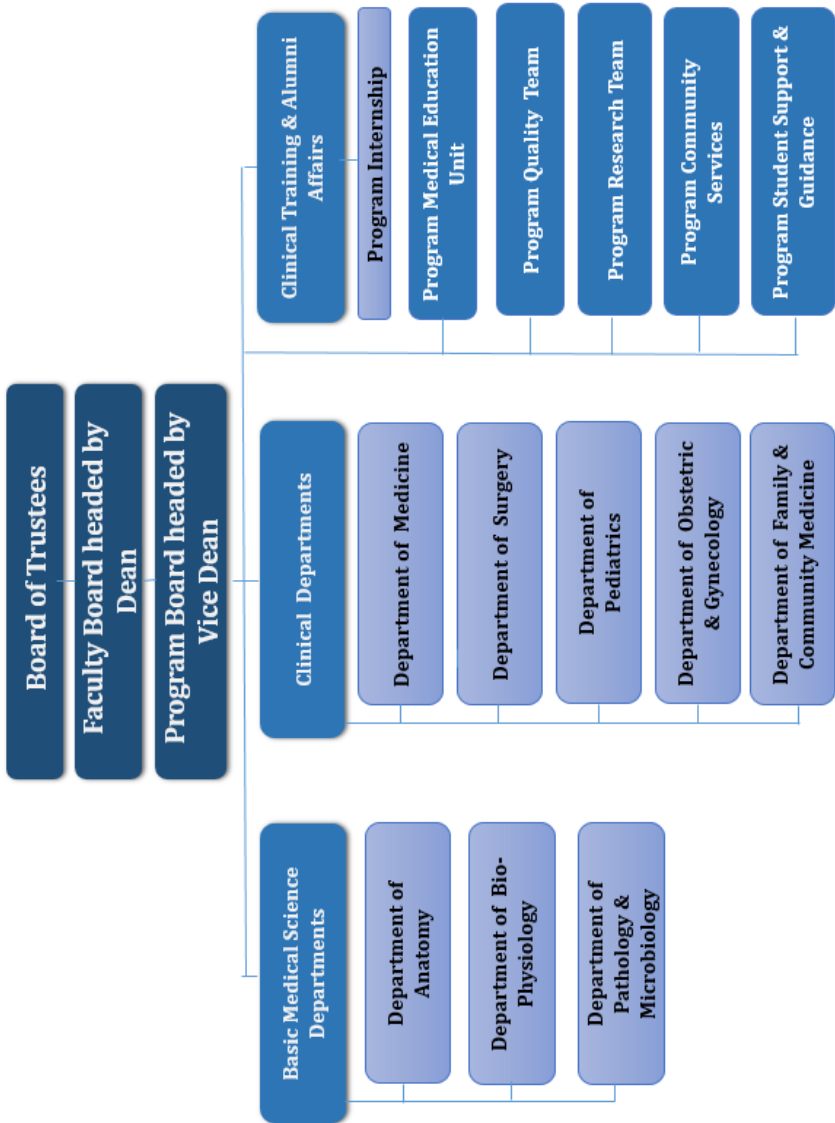 Board of Trustees
Faculty Board headed by
Dean
Program Board headed by
Vice Dean
Basic Medical Science
Departments
Department of
Anatomy
Department of Bio-
Physiology
Department of
Pathology &
Microbiology
Clinical Departments
Department of Medicine
Department of Surgery
Department of
Pediatrics
Department of Obstetric
& Gynecology
Department of Family &
Community Medicine
Clinical Training & Alumni
Affairs
Program Internship
Program Medical Education
Unit
Program Quality Team
Program Research Team
Program Community
Services
Program Student Support &
Guidance